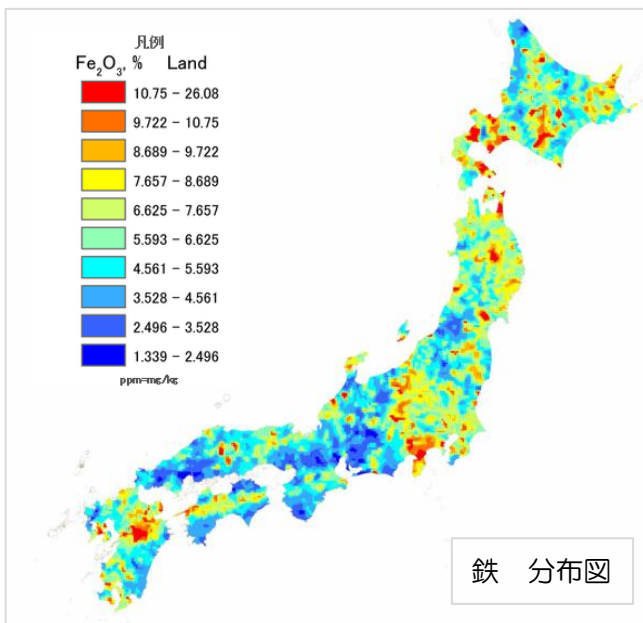 凡例
Fe2O3, % Land
10.75 - 26.08
9.722 - 10.75
8.689 - 9.722
7.657 - 8.689
6.625 - 7.657
5.593 - 6.625
4.561 - 5.593
3.528 - 4.561
2.496 - 3.528
1.339 - 2.496
ppm=mg/kg
鉄 分布図